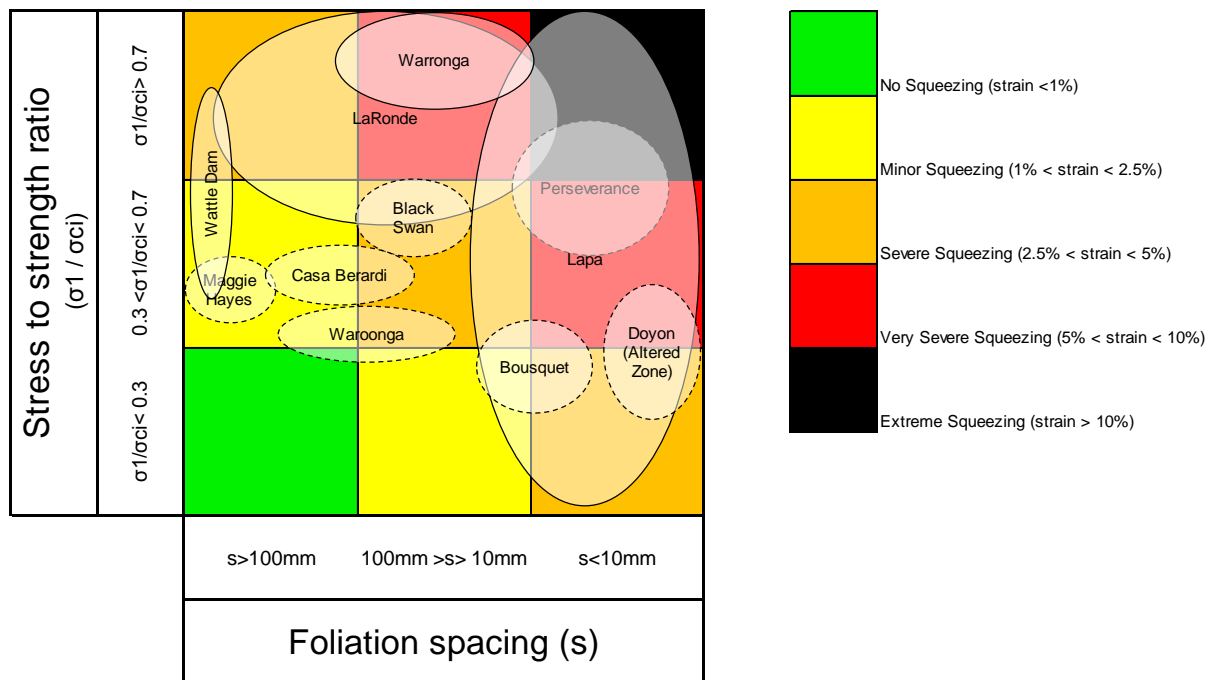 Stress to strength ratio
(σ1 / σci)
σ1/σci> 0.7
0.3 <σ1/σci< 0.7
σ1/σci< 0.3
Warronga
LaRonde
Wattle Dam
Perseverance
Black
Swan
Lapa
Maggie
Hayes
Casa Berardi
Waroonga
Doyon
(Altered
Zone)
Bousquet
s>100mm
100mm >s> 10mm
s<10mm
Foliation spacing (s)
No Squeezing (strain <1%)
Minor Squeezing (1% < strain < 2.5%)
Severe Squeezing (2.5% < strain < 5%)
Very Severe Squeezing (5% < strain < 10%)
Extreme Squeezing (strain > 10%)